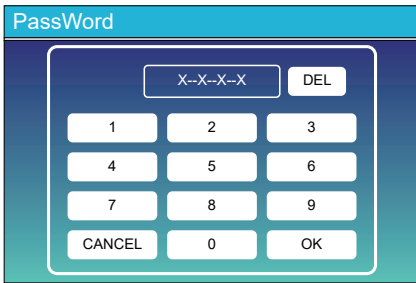 PassWord
X--X--X--X DEL
1 2 3
4 5 6
7 8 9
CANCEL 0 OK